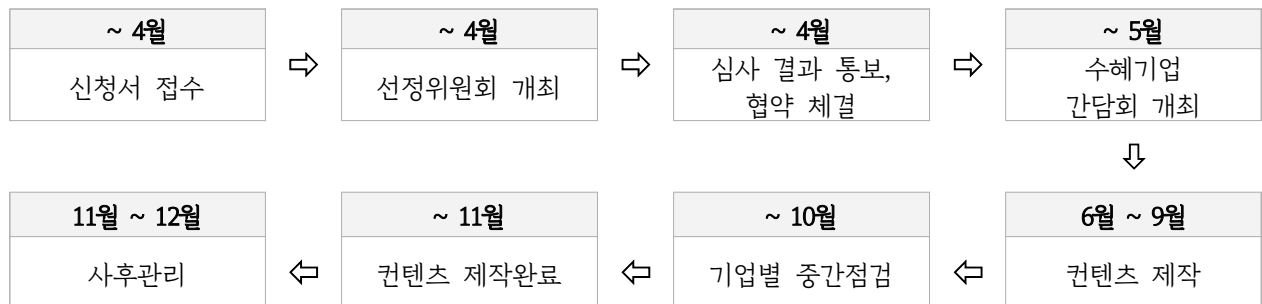 ~ 4월
신청서 접수
~ 4월
선정위원회 개최
~ 4월
심사 결과 통보,
협약 체결
~ 5월
수혜기업
간담회 개최
6월 ~ 9월
컨텐츠 제작
~ 10월
기업별 중간점검
~ 11월
컨텐츠 제작완료
11월 ~ 12월
사후관리